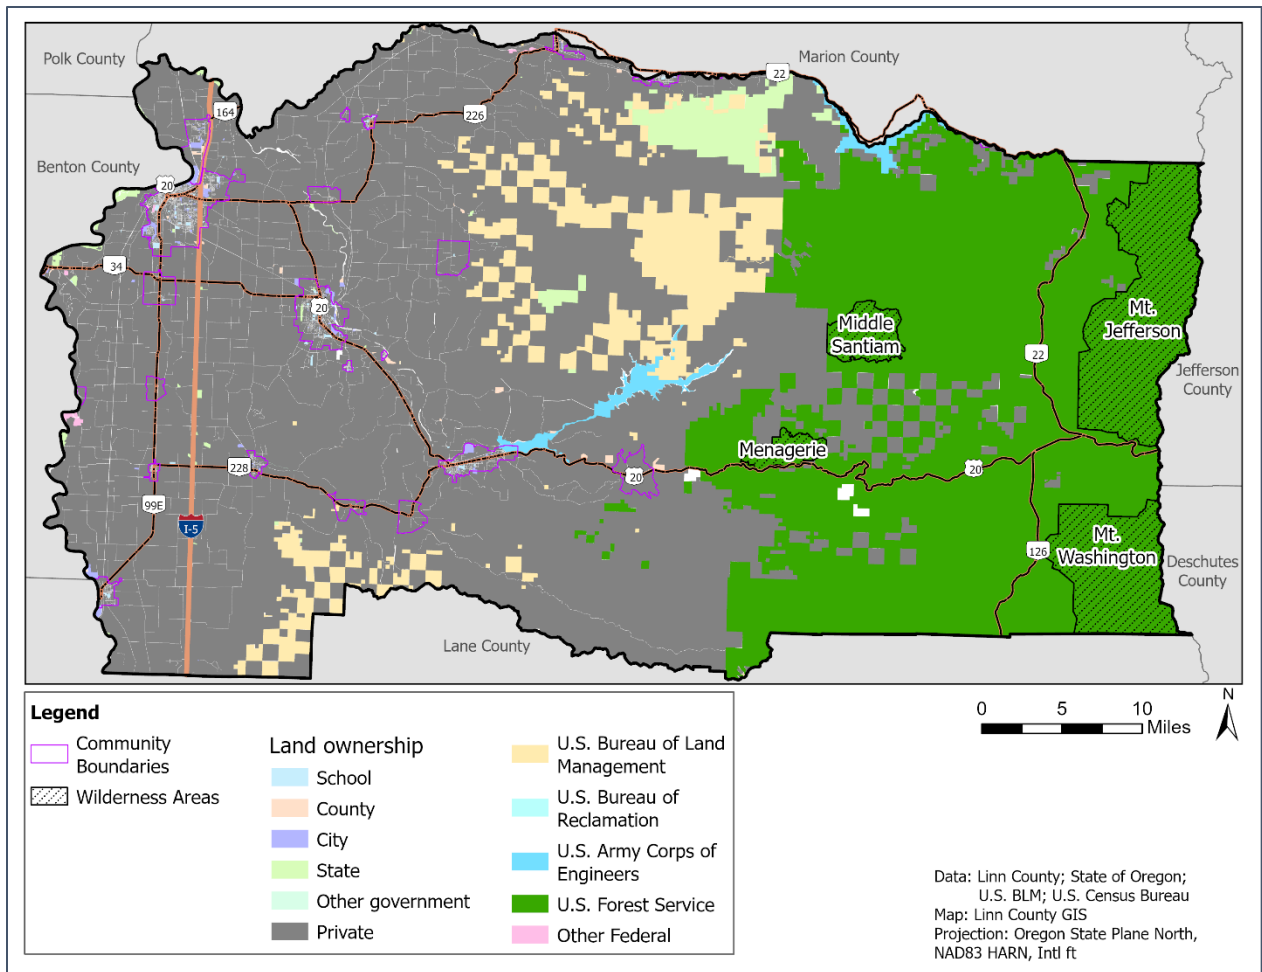 Polk County
Marion County
22
164
226
Benton County
20
34
Mt.
Jefferson
Middle
Santiam
20
22
Jefferson
County
Menagerie
228
20
20
99E
I-5
Mt.
Washington
126
Deschutes
County
Lane County
Legend
Community
Boundaries
Wilderness Areas
Land ownership
School
County
City
State
Other government
Private
U.S. Bureau of Land
Management
U.S. Bureau of
Reclamation
U.S. Army Corps of
Engineers
U.S. Forest Service
Other Federal
0 5 10
Miles
N
Data: Linn County; State of Oregon;
U.S. BLM; U.S. Census Bureau
Map: Linn County GIS
Projection: Oregon State Plane North,
NAD83 HARN, Intl ft